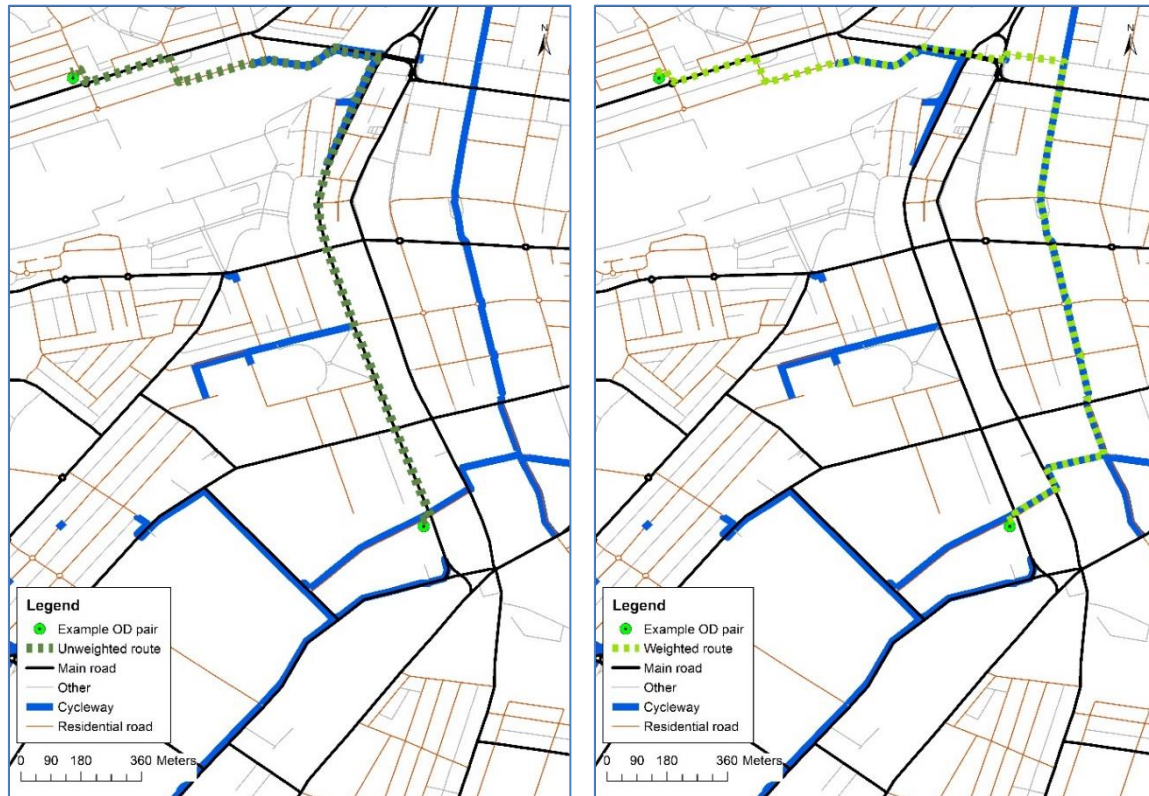 N
Legend
Example OD pair
Unweighted route
Main road
Other
Cycleway
Residential road
0 90 180 360 Meters
N
Legend
Example OD pair
Weighted route
Main road
Other
Cycleway
Residential road
0 90 180 360 Meters